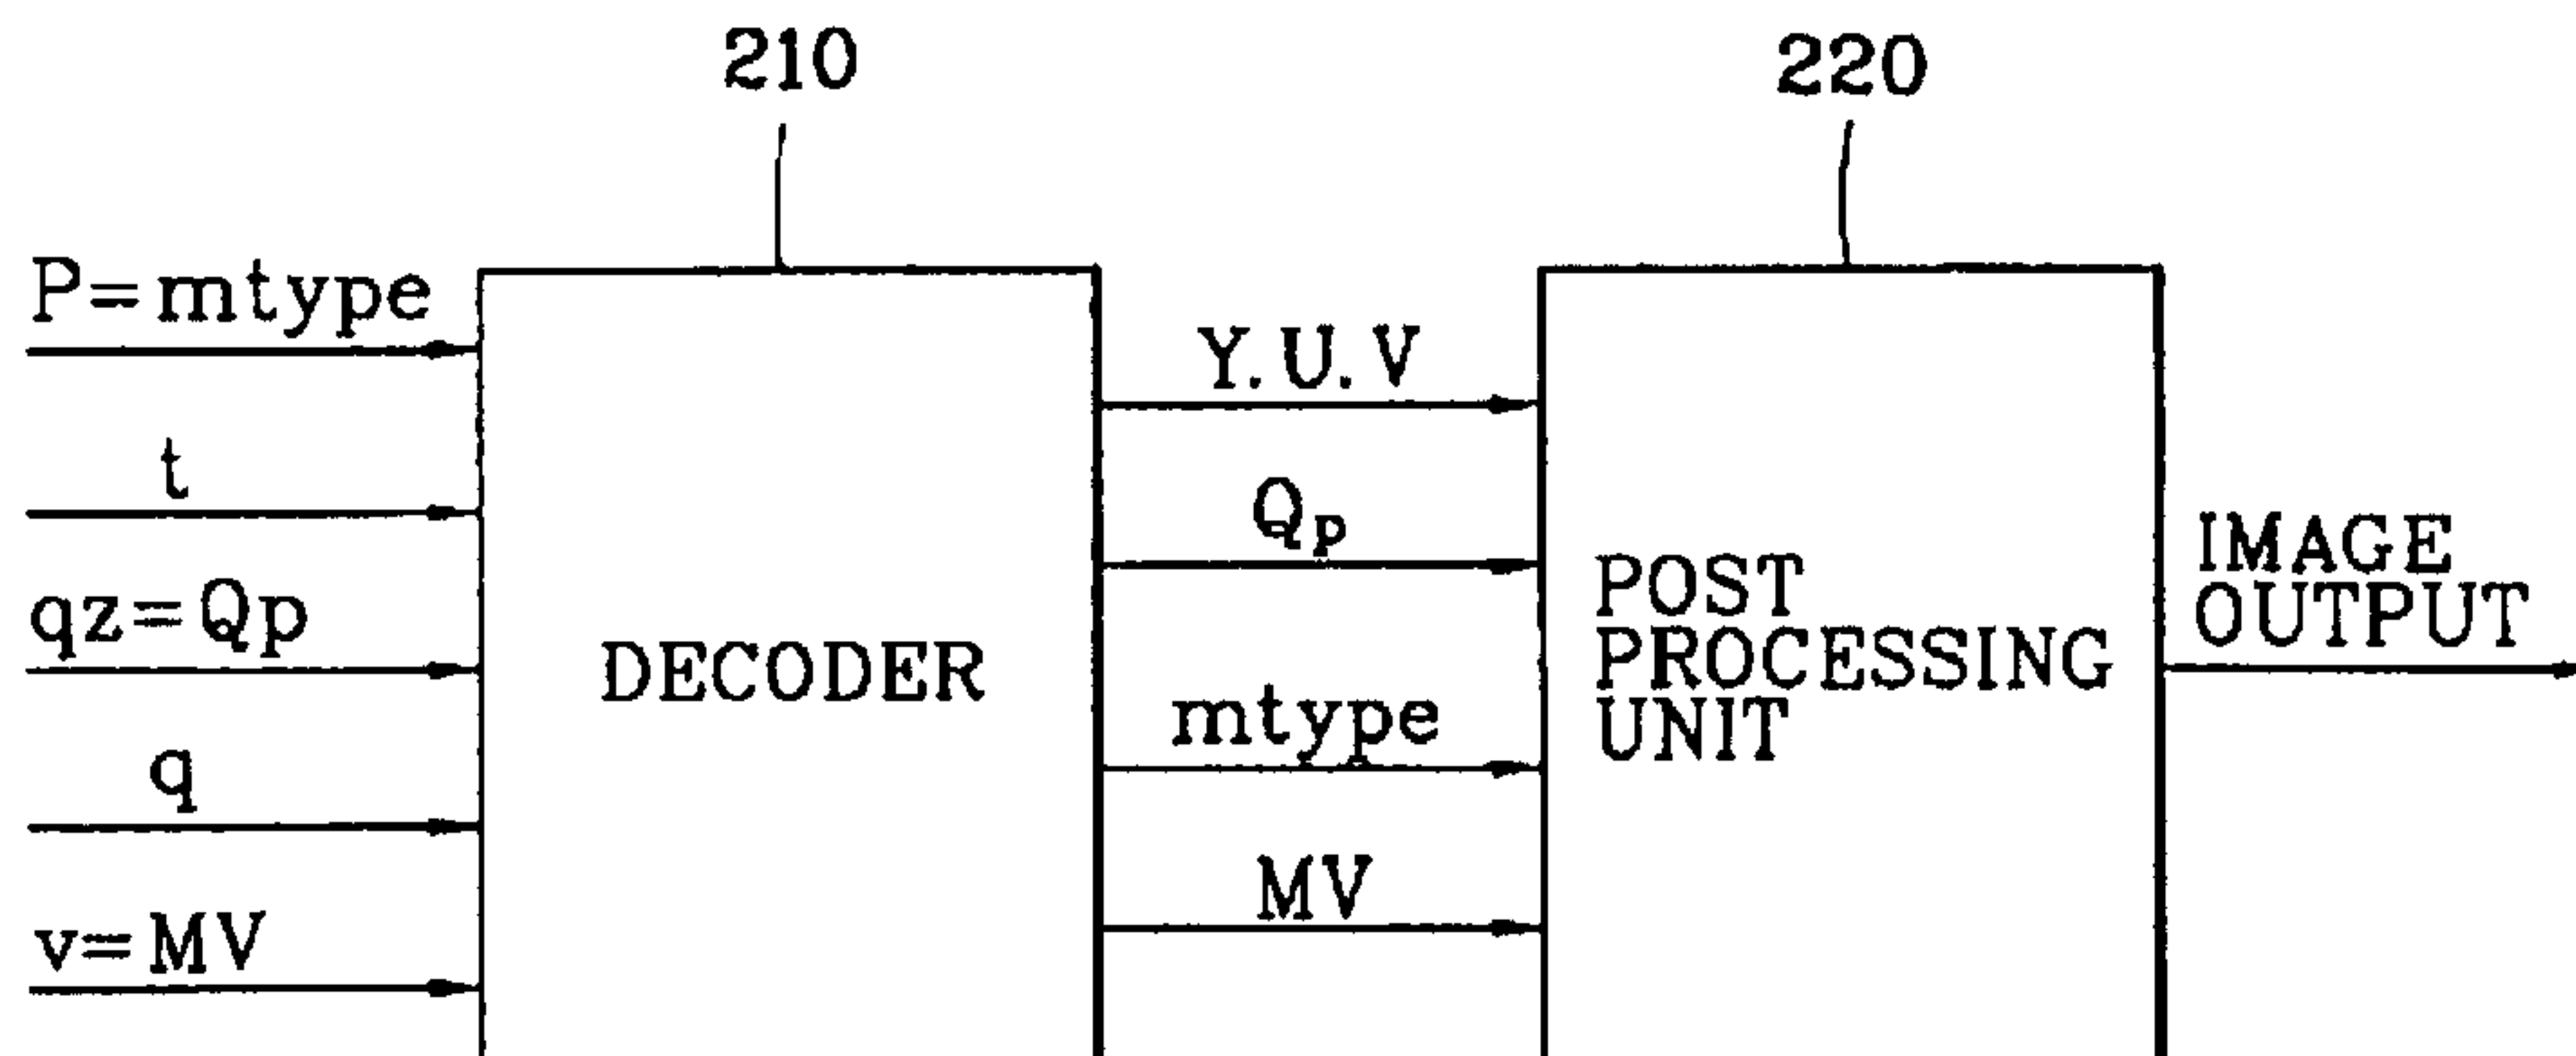 210
220
P=mtype
t
qz=Qp
q
v=MV
DECODER
Y.U.V
Qp
mtype
MV
POST
PROCESSING
UNIT
IMAGE
OUTPUT